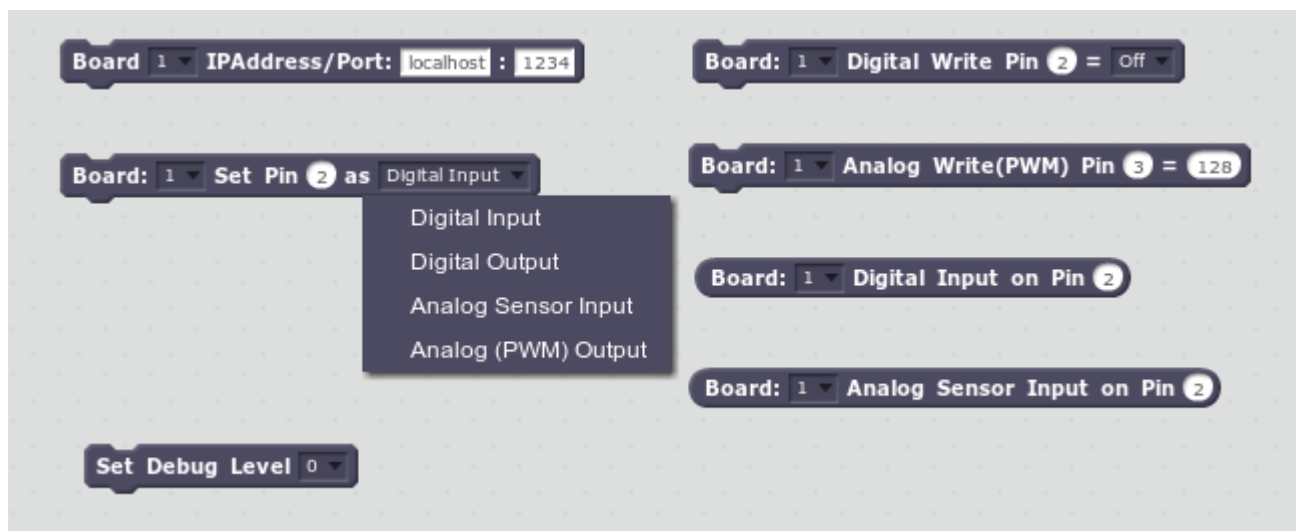 Board 1 IPAddress/Port: localhost : 1234
Board: 1 Set Pin 2 as Digital Input
Digital Input
Digital Output
Analog Sensor Input
Analog (PWM) Output
Set Debug Level 0
Board: 1 Digital Write Pin 2 = Off
Board: 1 Analog Write(PWM) Pin 3 = 128
Board: 1 Digital Input on Pin 2
Board: 1 Analog Sensor Input on Pin 2